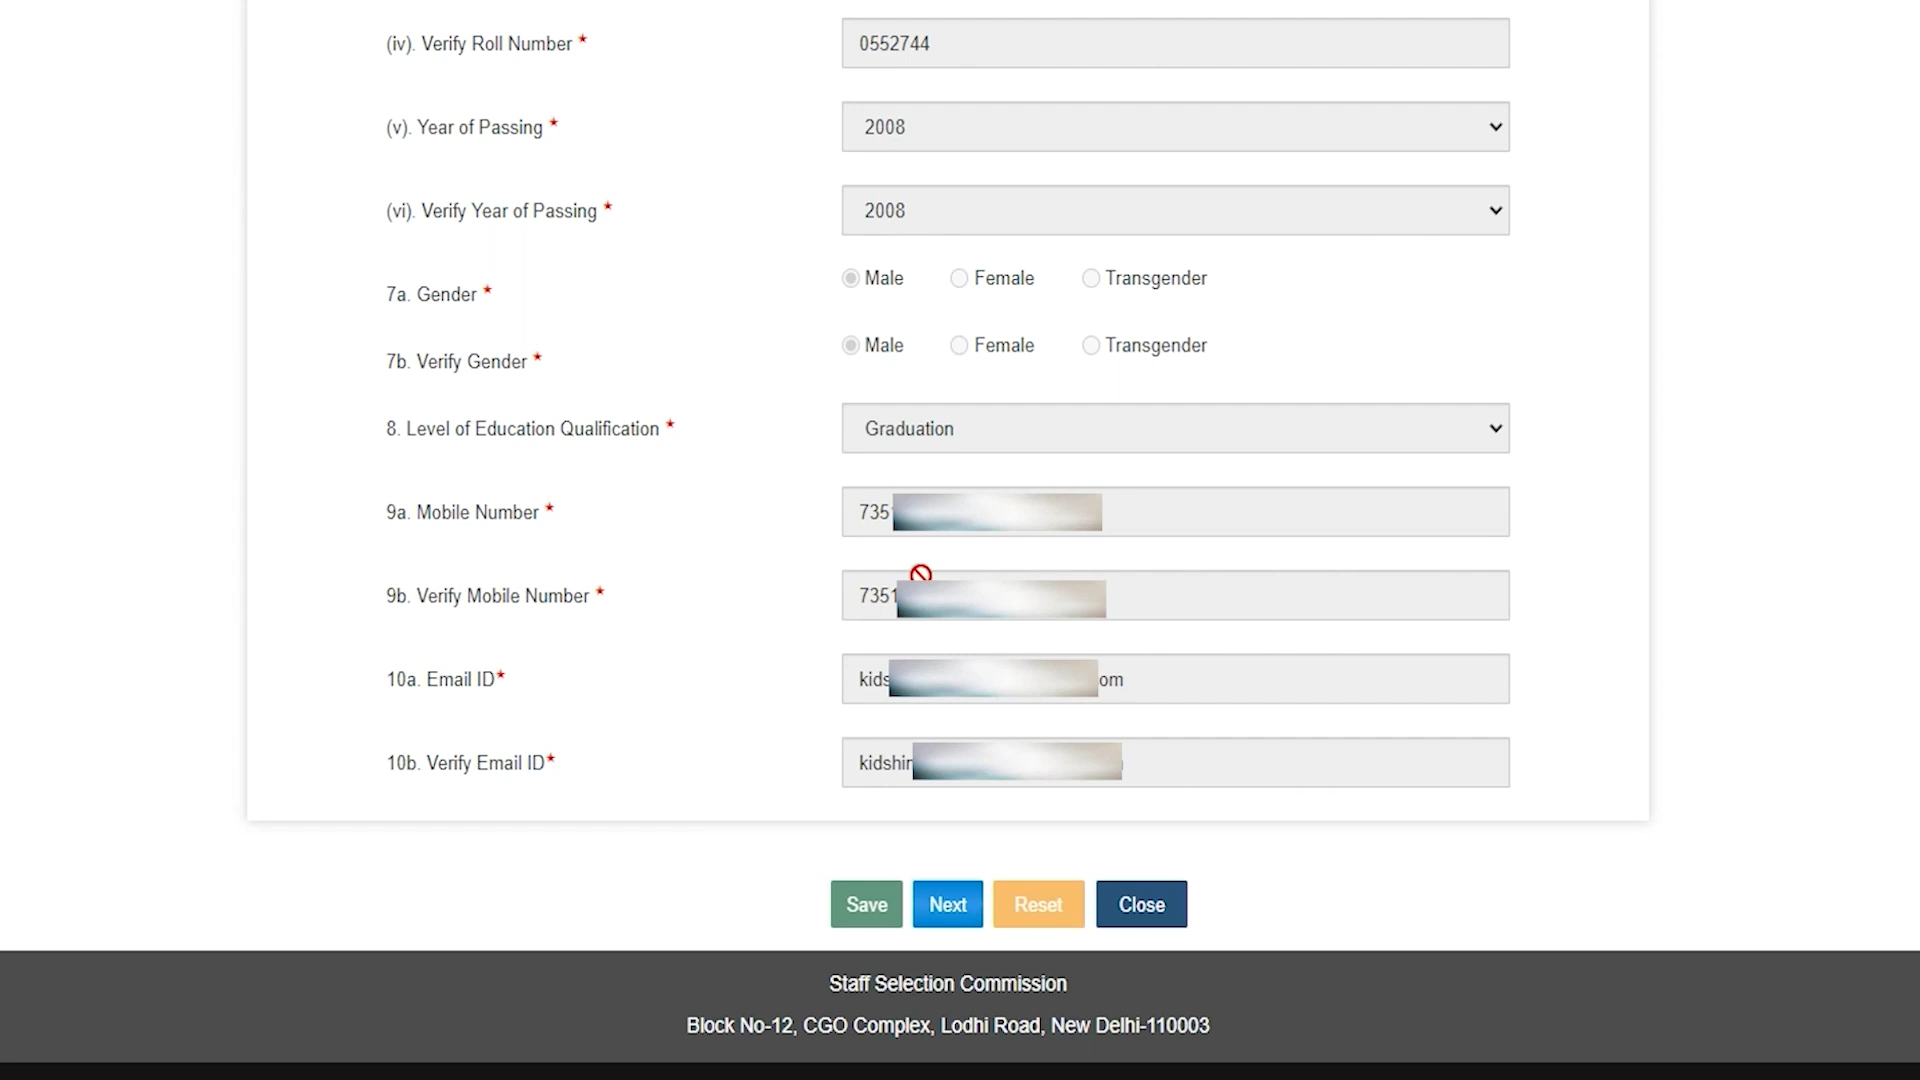 (iv). Verify Roll Number * 0552744
(v). Year of Passing * 2008
(vi). Verify Year of Passing * 2008
7a. Gender * Male Female Transgender
7b. Verify Gender * Male Female Transgender
8. Level of Education Qualification * Graduation
9a. Mobile Number * 735
9b. Verify Mobile Number * 7351
10a. Email ID* kids om
10b. Verify Email ID* kidshin
Save Next Reset Close
Staff Selection Commission
Block No-12, CGO Complex, Lodhi Road, New Delhi-110003